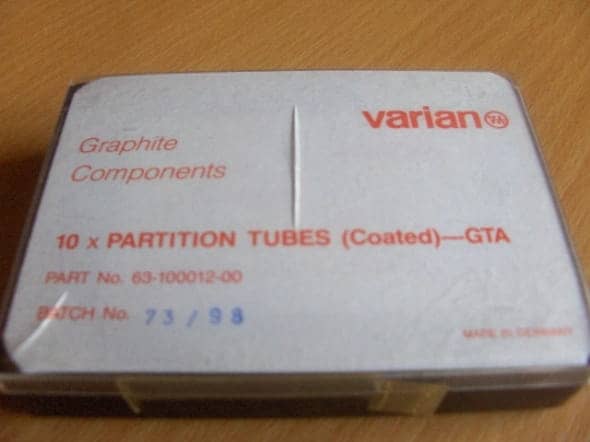 varian
Graphite
Components
10 x PARTITION TUBES (Coated)—GTA
PART No. 63-100012-00
BATCH No. 73/98
MADE IN GERMANY